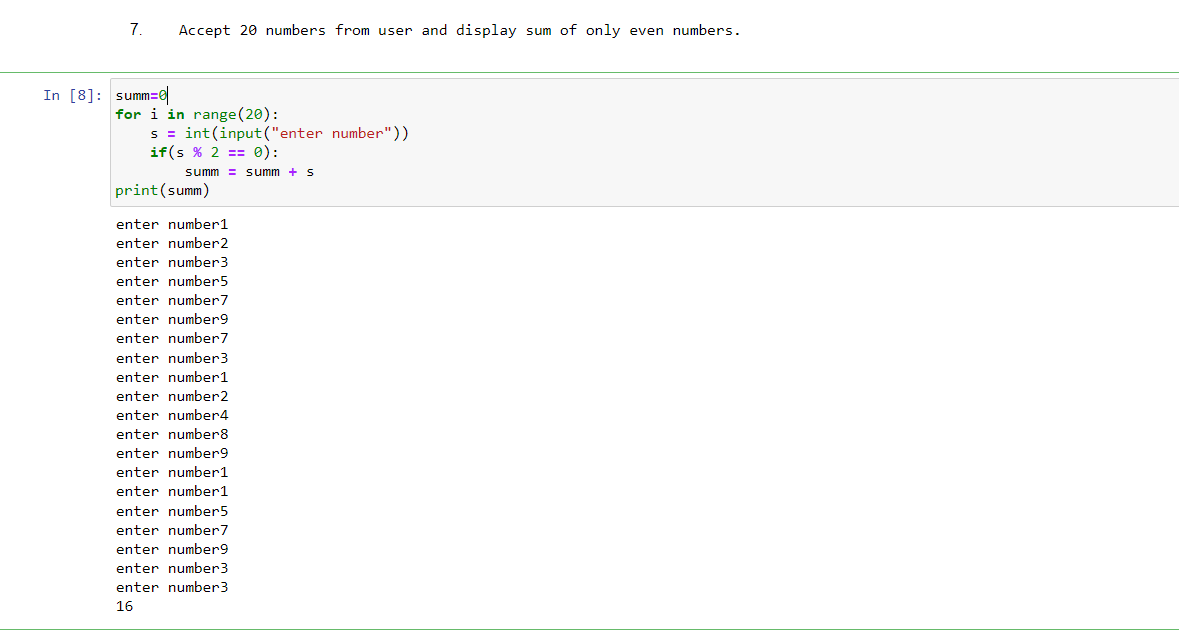 7. Accept 20 numbers from user and display sum of only even numbers.
In [8]: summ=0
for i in range(20):
    s = int(input("enter number"))
    if(s % 2 == 0):
        summ = summ + s
print(summ)
enter number1
enter number2
enter number3
enter number5
enter number7
enter number9
enter number7
enter number3
enter number1
enter number2
enter number4
enter number8
enter number9
enter number1
enter number1
enter number5
enter number7
enter number9
enter number3
enter number3
16